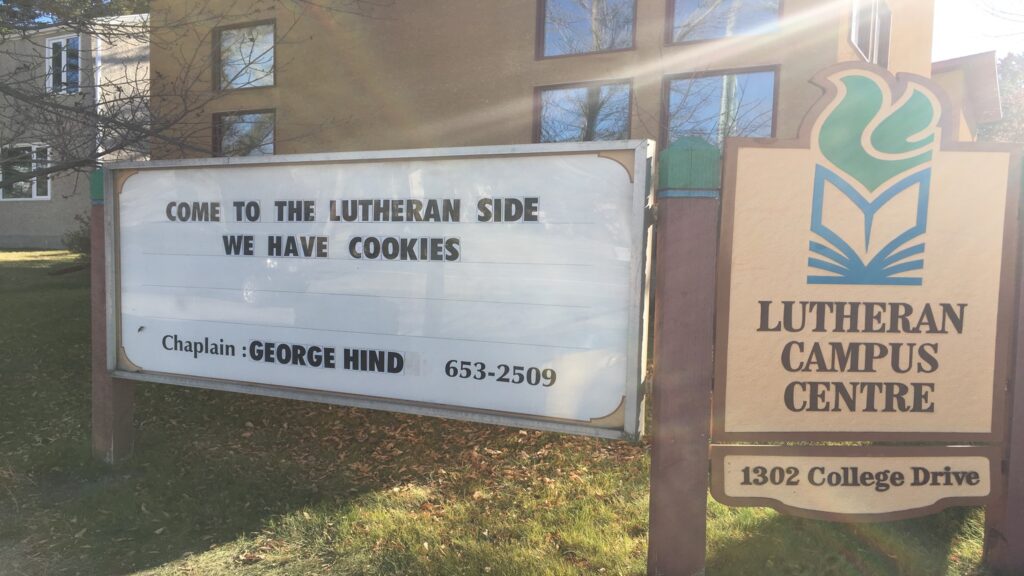 COME TO THE LUTHERAN SIDE
WE HAVE COOKIES
Chaplain : GEORGE HIND 653-2509
LUTHERAN
CAMPUS
CENTRE
1302 College Drive